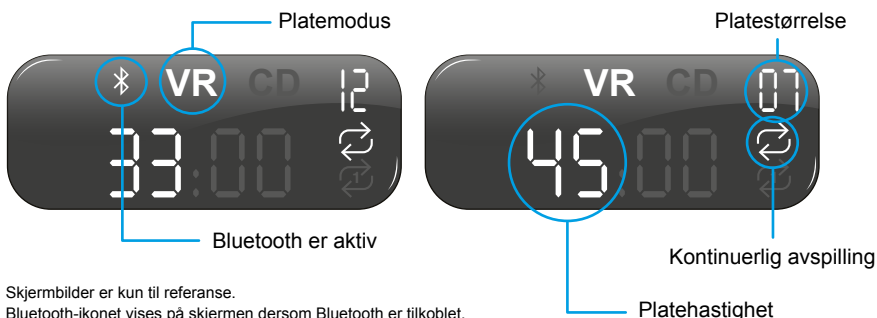 Platemodus
Platestørrelse
VR CD 12
33:00
1
VR CD 07
45:00
Bluetooth er aktiv
Kontinuerlig avspilling
Platehastighet
Skjermbilder er kun til referanse.
Bluetooth-ikonet vises på skjermen dersom Bluetooth er tilkoblet.